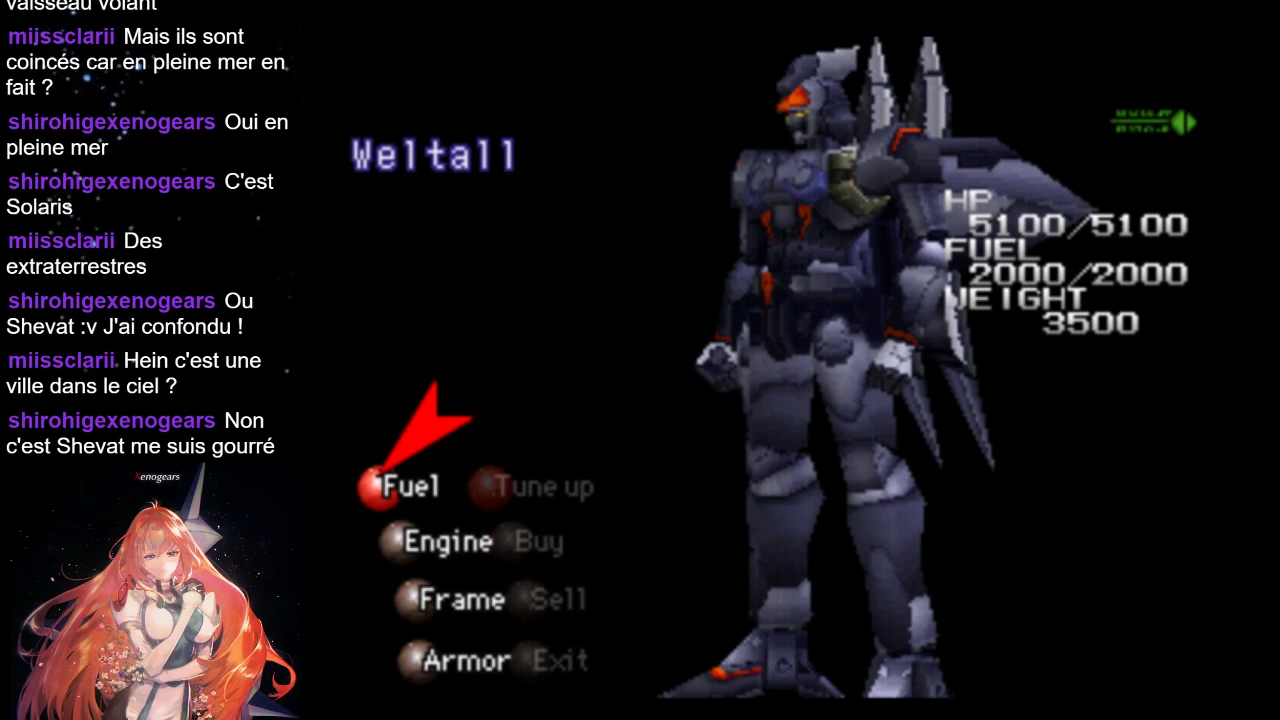 vaisseau volant
miissclarii Mais ils sont
coincés car en pleine mer en
fait ?
shirohigexenogears Oui en
pleine mer
shirohigexenogears C'est
Solaris
miissclarii Des
extraterrestres
shirohigexenogears Ou
Shevat :v J'ai confondu !
miissclarii Hein c'est une
ville dans le ciel ?
shirohigexenogears Non
c'est Shevat me suis gourré
Xenogears
Weltall
HP
5100/5100
FUEL
2000/2000
WEIGHT
3500
Fuel Tune up
Engine Buy
Frame Sell
Armor Exit